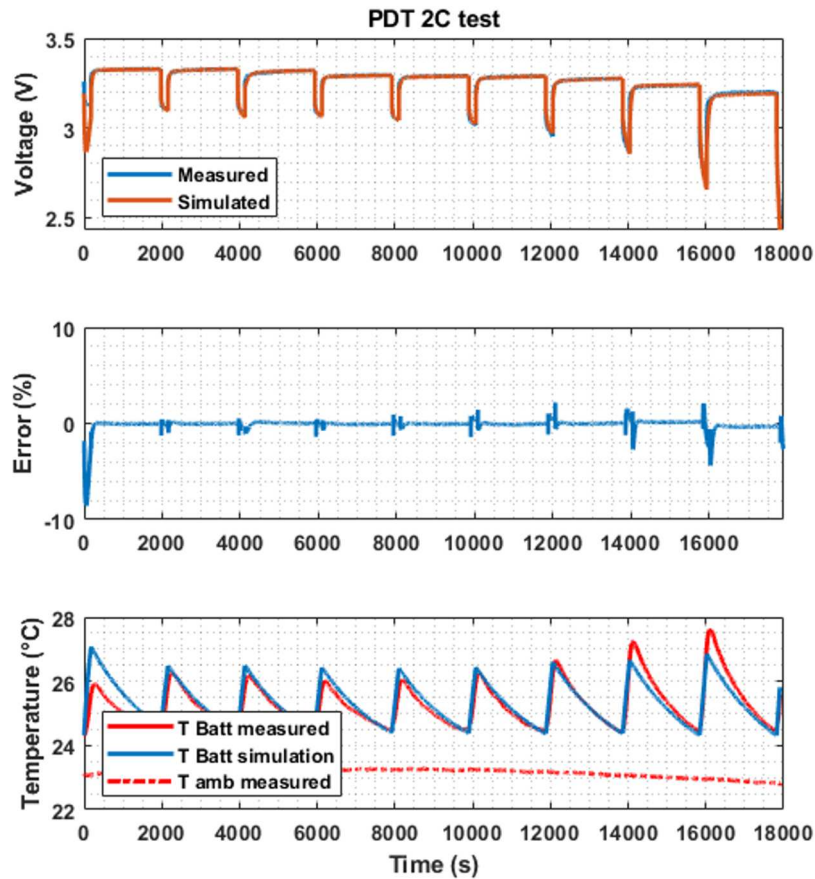 PDT 2C test
3.5
3
2.5
Voltage (V)
Measured
Simulated
0 2000 4000 6000 8000 10000 12000 14000 16000 18000
10
0
-10
Error (%)
0 2000 4000 6000 8000 10000 12000 14000 16000
28
26
24
22
Temperature (°C)
T Batt measured
T Batt simulation
T amb measured
0 2000 4000 6000 8000 10000 12000 14000 16000 18000
Time (s)